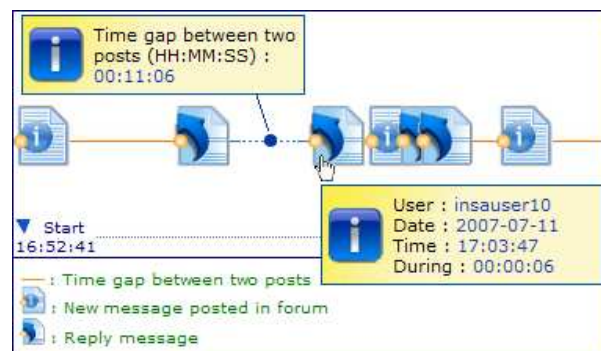 Time gap between two
posts (HH:MM:SS) :
00:11:06
User : insauser10
Date : 2007-07-11
Time : 17:03:47
During : 00:00:06
Start
16:52:41
: Time gap between two posts
: New message posted in forum
: Reply message